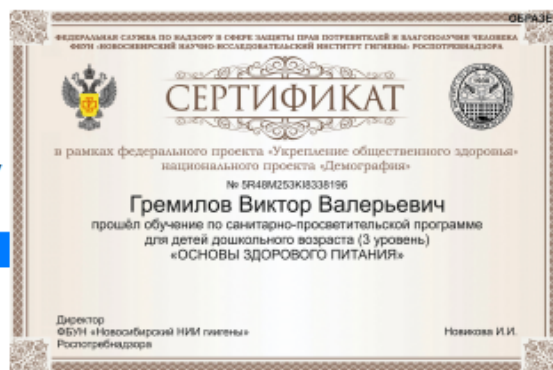 ОБРАЗЕ
ФЕДЕРАЛЬНАЯ СЛУЖБА ПО НАДЗОРУ В СФЕРЕ ЗАЩИТЫ ПРАВ ПОТРЕБИТЕЛЕЙ И БЛАГОПОЛУЧИЯ ЧЕЛОВЕКА
ФБУН «НОВОСИБИРСКИЙ НАУЧНО-ИССЛЕДОВАТЕЛЬСКИЙ ИНСТИТУТ ГИГИЕНЫ» РОСПОТРЕБНАДЗОРА
СЕРТИФИКАТ
в рамках федерального проекта «Укрепление общественного здоровья»
национального проекта «Демография»
№ 5R48M253KI8338196
Гремилов Виктор Валерьевич
прошёл обучение по санитарно-просветительской программе
для детей дошкольного возраста (3 уровень)
«ОСНОВЫ ЗДОРОВОГО ПИТАНИЯ»
Директор
ФБУН «Новосибирский НИИ гигиены»
Роспотребнадзора
Новикова И.И.